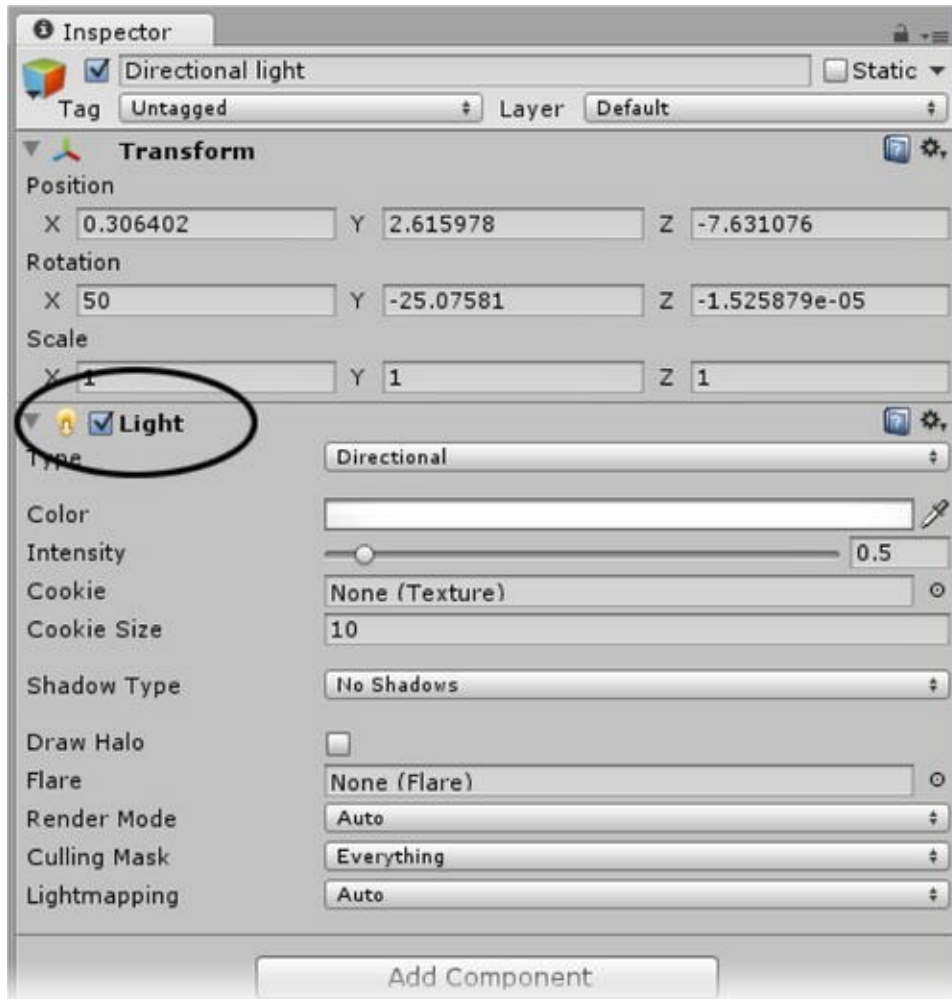 Inspector
Directional light Static
Tag Untagged Layer Default
Transform
Position
X 0.306402 Y 2.615978 Z -7.631076
Rotation
X 50 Y -25.07581 Z -1.525879e-05
Scale
X 1 Y 1 Z 1
Light
Type Directional
Color
Intensity 0.5
Cookie None (Texture)
Cookie Size 10
Shadow Type No Shadows
Draw Halo
Flare None (Flare)
Render Mode Auto
Culling Mask Everything
Lightmapping Auto
Add Component